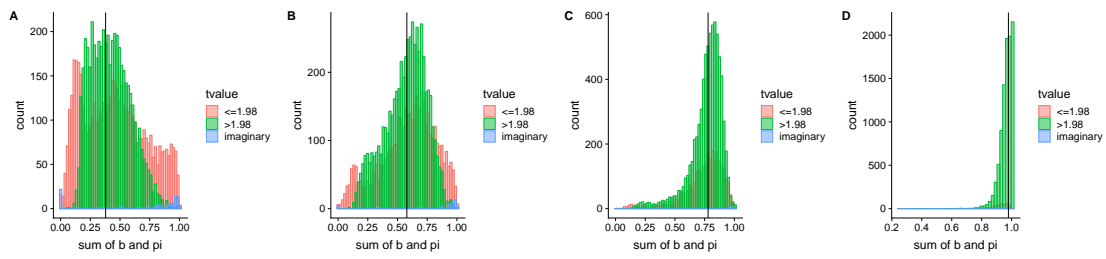 A
200
150
100
50
0
count
0.00 0.25 0.50 0.75 1.00
sum of b and pi
tvalue
<=1.98
>1.98
imaginary
B
200
100
0
count
0.00 0.25 0.50 0.75 1.00
sum of b and pi
tvalue
<=1.98
>1.98
imaginary
C
600
400
200
0
count
0.00 0.25 0.50 0.75 1.00
sum of b and pi
tvalue
<=1.98
>1.98
imaginary
D
2000
1500
1000
500
0
count
0.2 0.4 0.6 0.8 1.0
sum of b and pi
tvalue
<=1.98
>1.98
imaginary